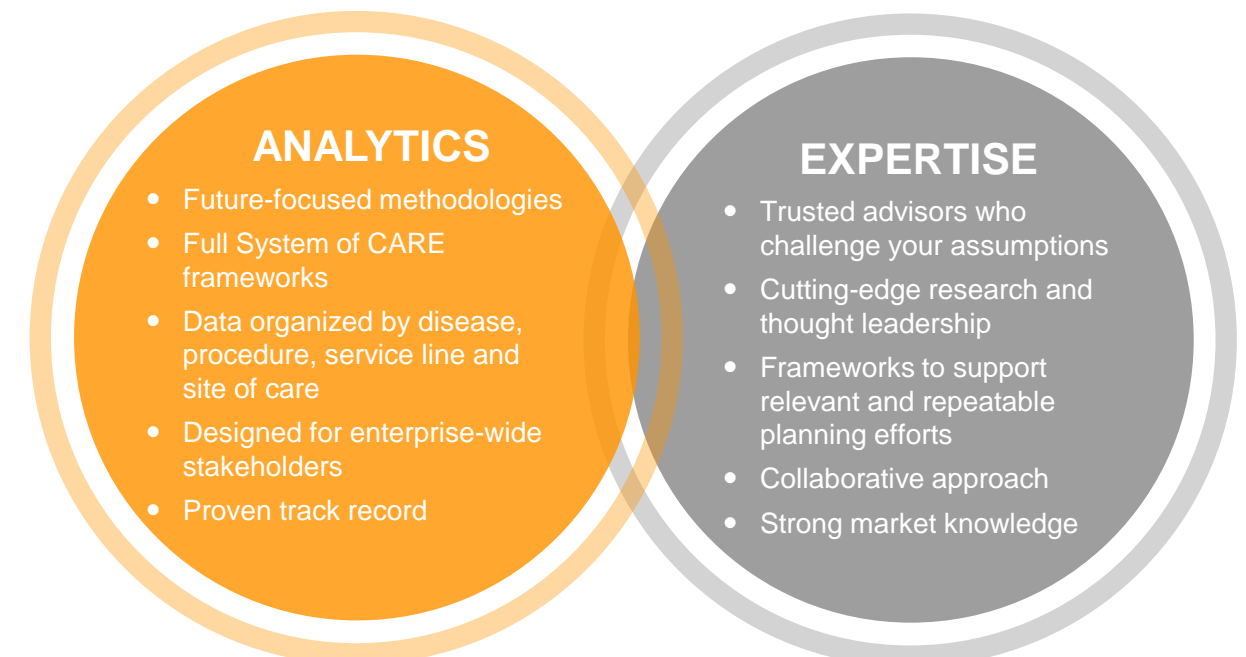 ANALYTICS
• Future-focused methodologies
• Full System of CARE
frameworks
• Data organized by disease,
procedure, service line and
site of care
• Designed for enterprise-wide
stakeholders
• Proven track record
EXPERTISE
• Trusted advisors who
challenge your assumptions
• Cutting-edge research and
thought leadership
• Frameworks to support
relevant and repeatable
planning efforts
• Collaborative approach
• Strong market knowledge